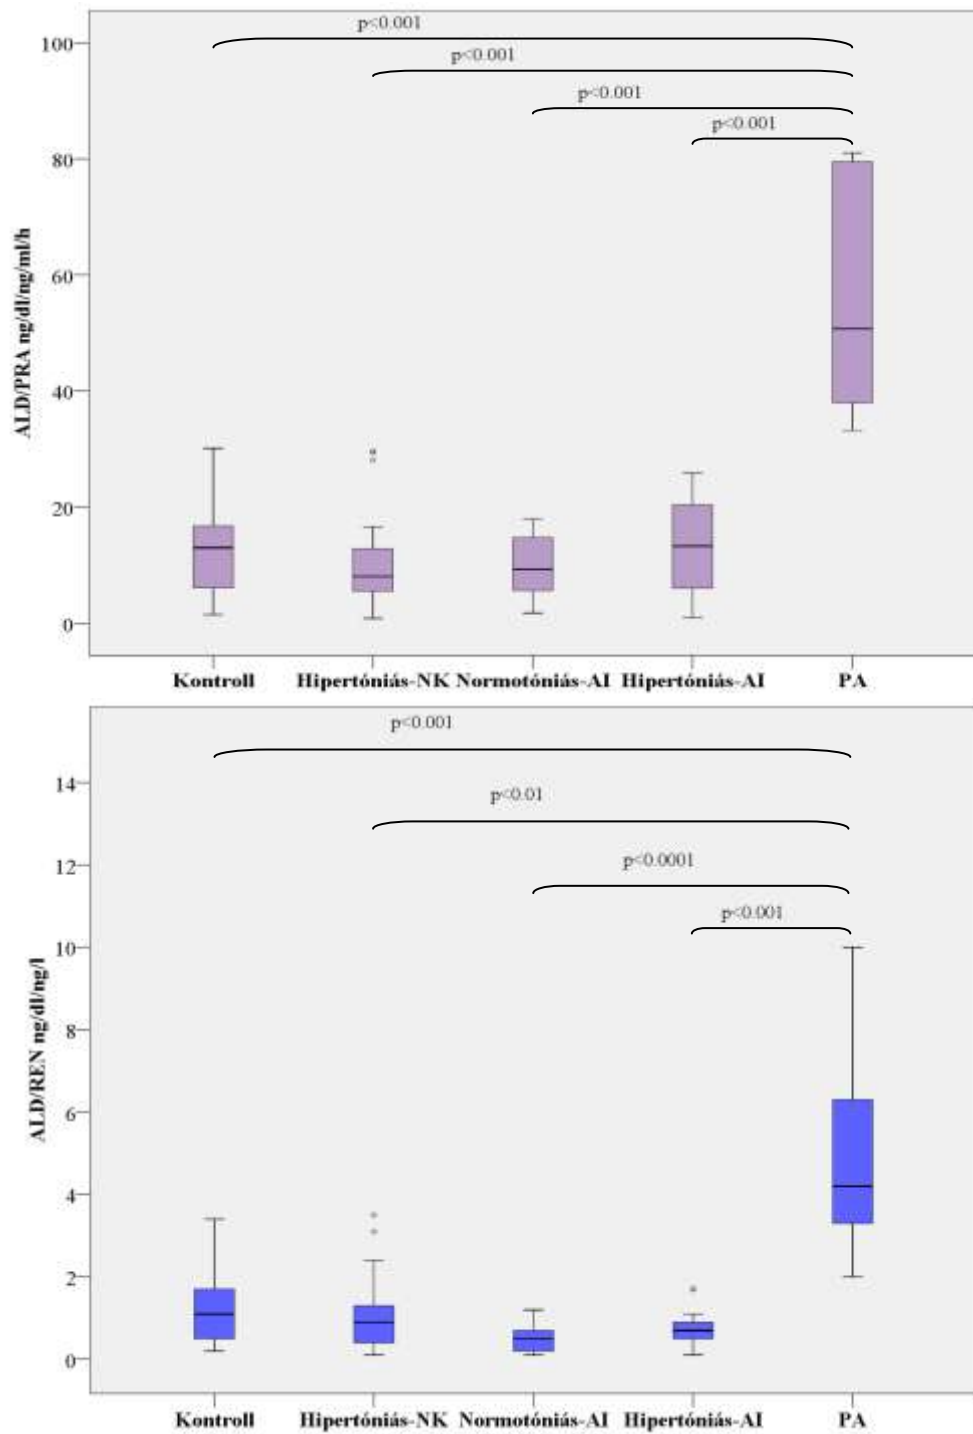 p<0.001
p<0.001
p<0.001
p<0.001
100
80
60
40
20
0
ALD/PRA ng/dl/ng/ml/h
Kontroll Hipertóniás-NK Normotóniás-AI Hipertóniás-AI PA
p<0.001
p<0.01
p<0.0001
p<0.001
14
12
10
8
6
4
2
0
ALD/REN ng/dl/ng/l
Kontroll Hipertóniás-NK Normotóniás-AI Hipertóniás-AI PA